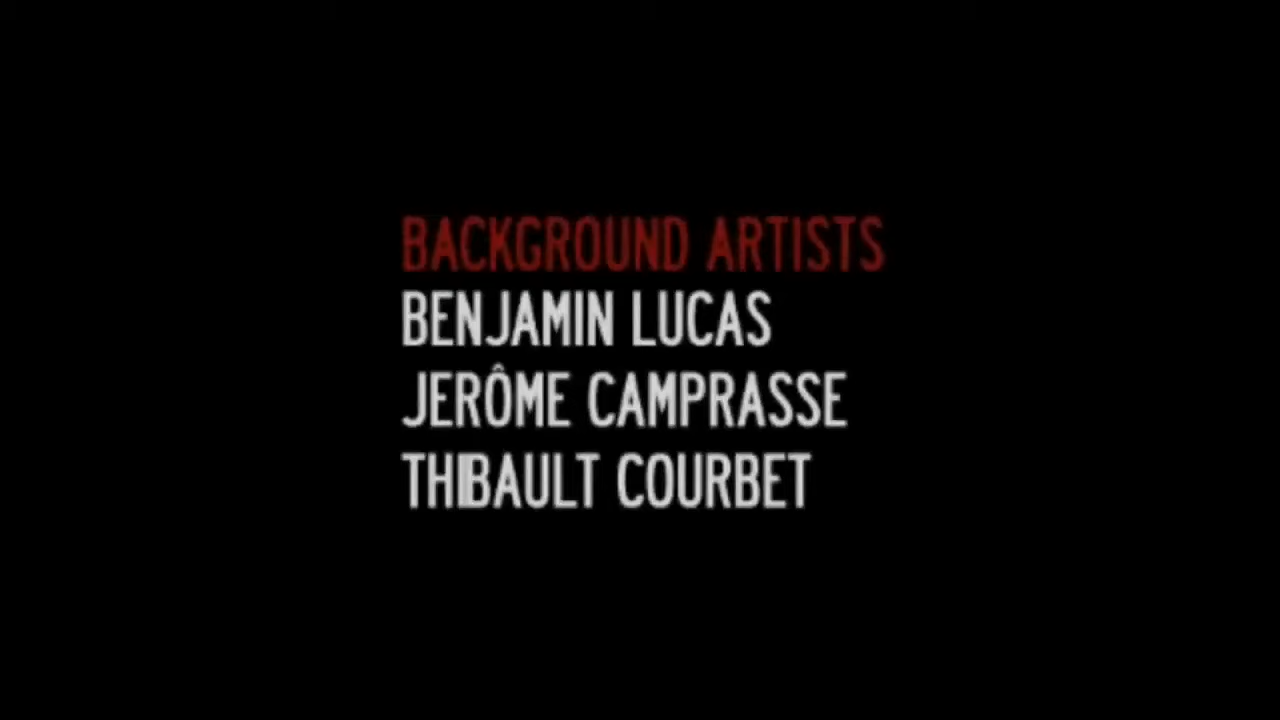 BACKGROUND ARTISTS
BENJAMIN LUCAS
JERÔME CAMPRASSE
THIBAULT COURBET